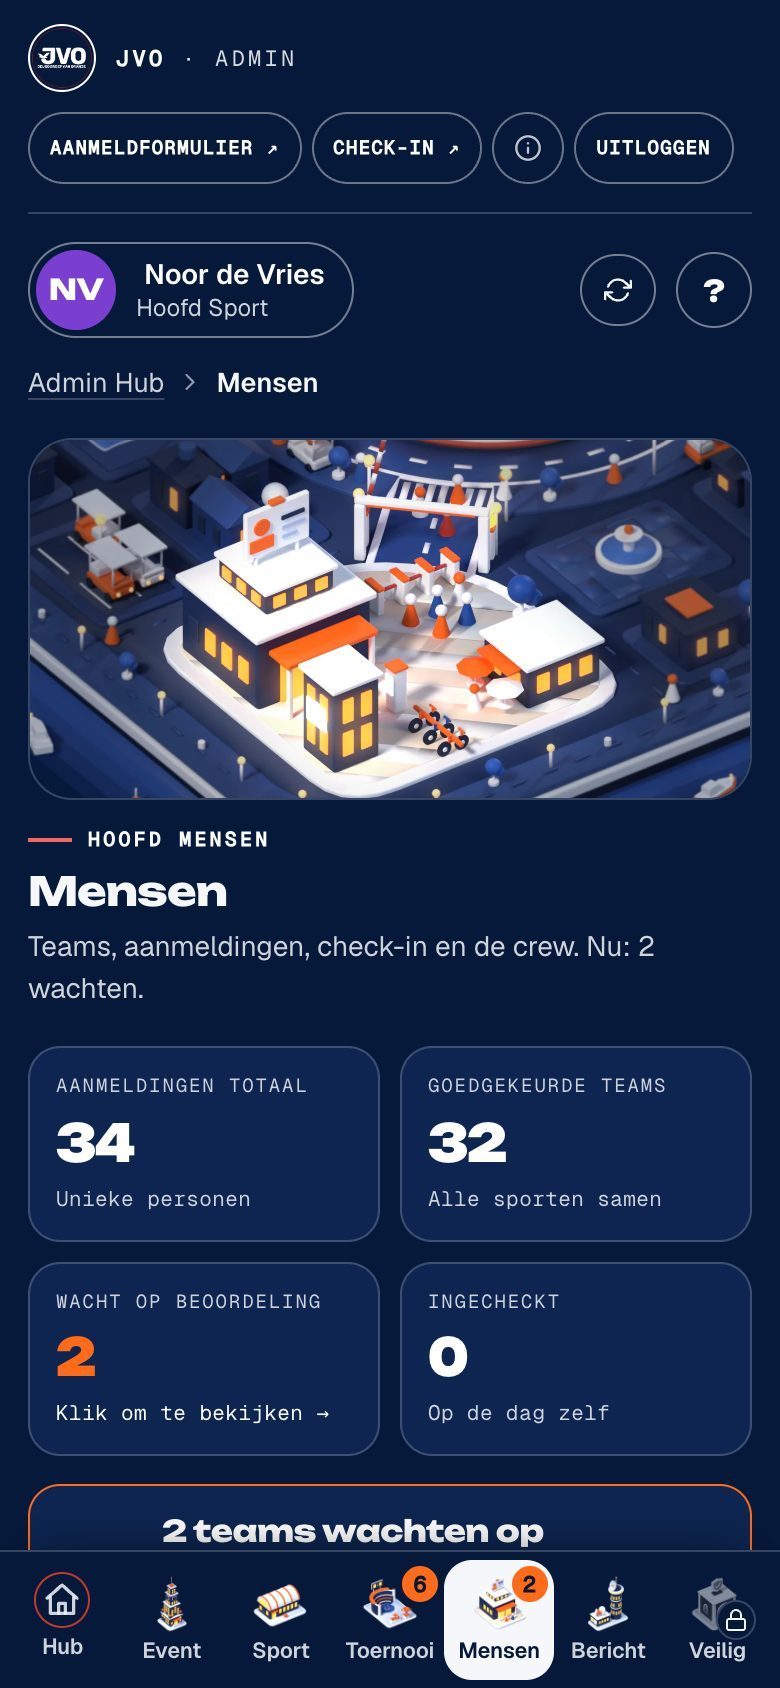 JVO
JVO · ADMIN
AANMELDFORMULIER ↗
CHECK-IN ↗
UITLOGGEN
NV
Noor de Vries
Hoofd Sport
?
Admin Hub > Mensen
HOOFD MENSEN
Mensen
Teams, aanmeldingen, check-in en de crew. Nu: 2
wachten.
AANMELDINGEN TOTAAL
34
Unieke personen
GOEDGEKEURDE TEAMS
32
Alle sporten samen
WACHT OP BEOORDELING
2
Klik om te bekijken →
INGECHECKT
0
Op de dag zelf
2 teams wachten op
Hub
Event
Sport
6
Toernooi
2
Mensen
Bericht
Veilig